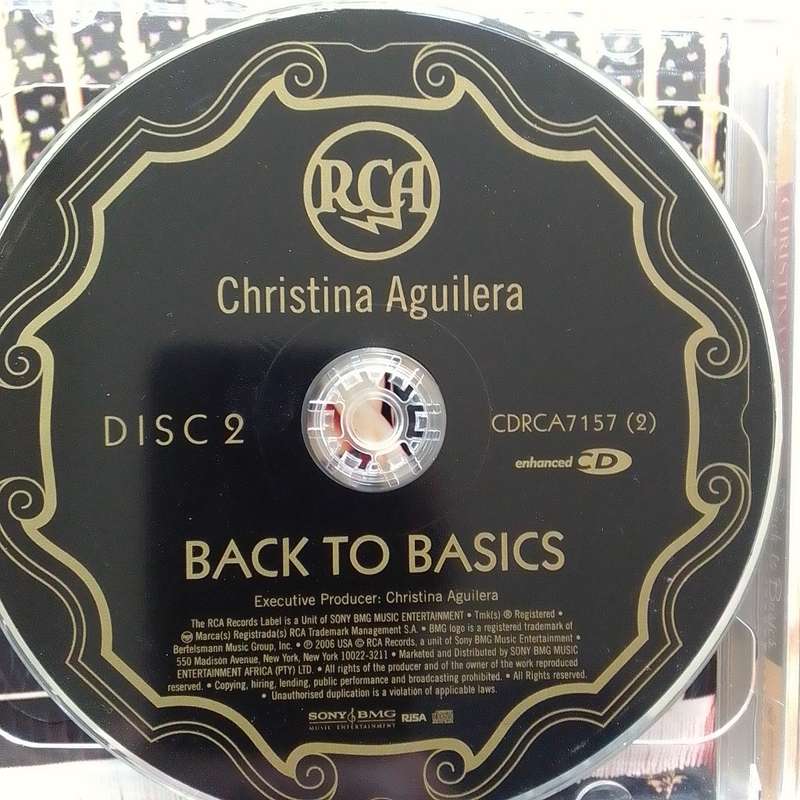 RCA
Christina Aguilera
DISC 2
CDRCA7157 (2)
enhanced CD
BACK TO BASICS
Executive Producer: Christina Aguilera
The RCA Records Label is a Unit of SONY BMG MUSIC ENTERTAINMENT • Tmk(s) ® Registered •
Marca(s) Registrada(s) RCA Trademark Management S.A. • BMG logo is a registered trademark of
Bertelsmann Music Group, Inc. • ℗ 2006 USA © RCA Records, a unit of Sony BMG Music Entertainment •
550 Madison Avenue, New York, New York 10022-3211 • Marketed and Distributed by SONY BMG MUSIC
ENTERTAINMENT AFRICA (PTY) LTD. • All rights of the producer and of the owner of the work reproduced
reserved. • Copying, hiring, lending, public performance and broadcasting prohibited. • All Rights reserved.
• Unauthorised duplication is a violation of applicable laws.
SONY BMG
MUSIC ENTERTAINMENT
RiSA
CHRISTINA
Back to Basics